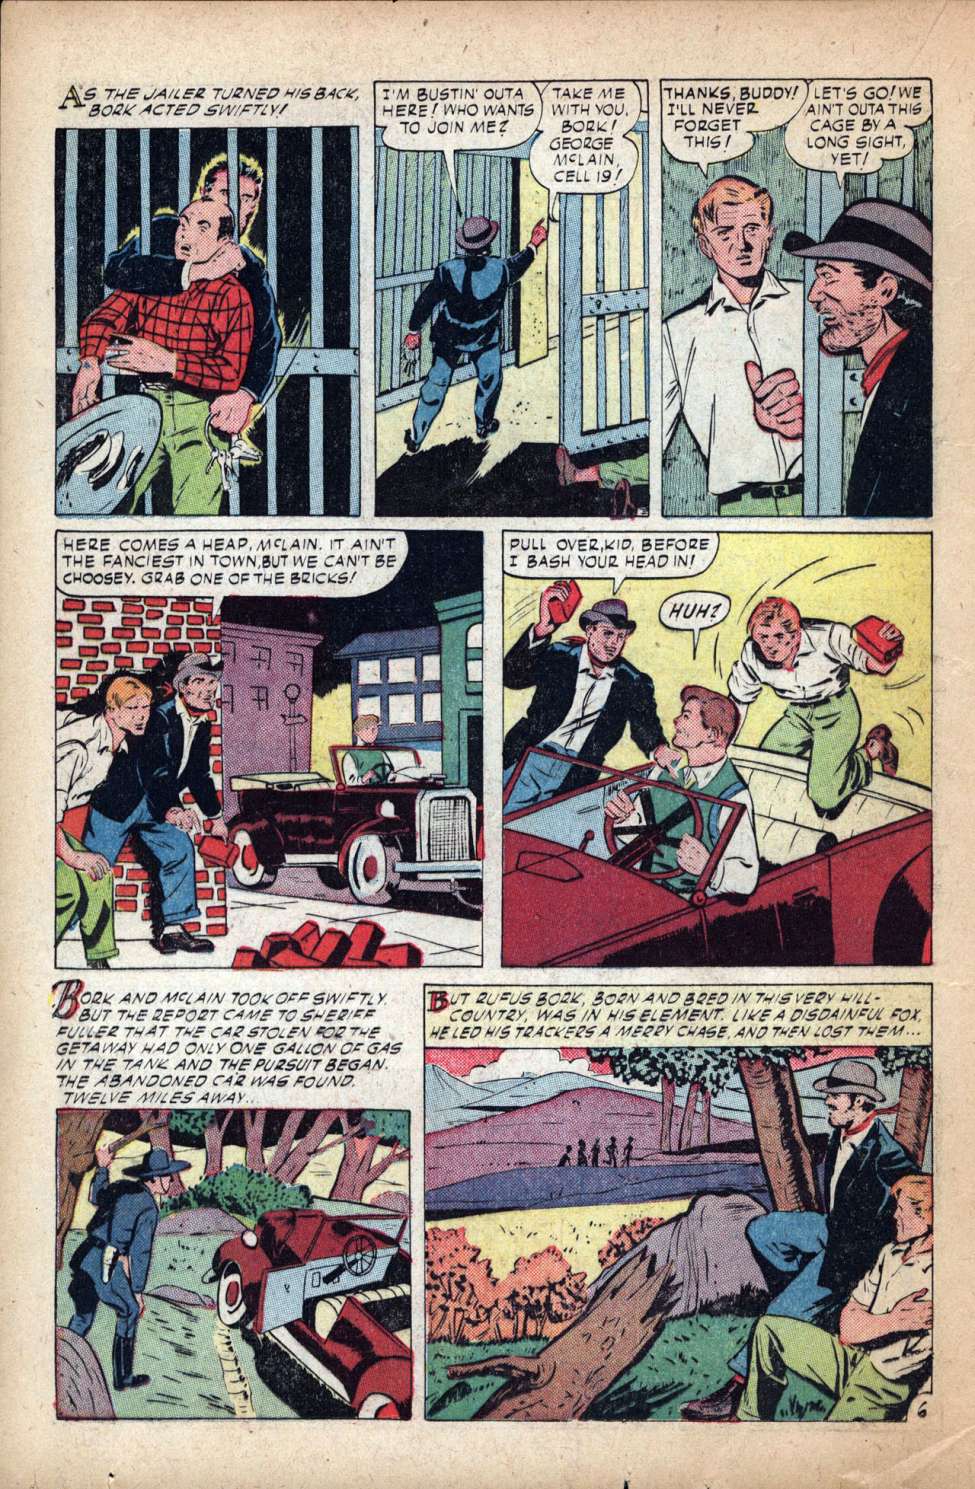 AS THE JAILER TURNED HIS BACK,
BORK ACTED SWIFTLY!
I'M BUSTIN' OUTA
HERE! WHO WANTS
TO JOIN ME?
TAKE ME
WITH YOU,
BORK!
GEORGE
McLAIN,
CELL 19!
THANKS, BUDDY!
I'LL NEVER
FORGET
THIS!
LET'S GO! WE
AIN'T OUTA THIS
CAGE BY A
LONG SIGHT,
YET!
HERE COMES A HEAP, McLAIN. IT AIN'T
THE FANCIEST IN TOWN, BUT WE CAN'T BE
CHOOSEY. GRAB ONE OF THE BRICKS!
PULL OVER, KID, BEFORE
I BASH YOUR HEAD IN!
HUH?
BORK AND McLAIN TOOK OFF SWIFTLY.
BUT THE REPORT CAME TO SHERIFF
FULLER THAT THE CAR STOLEN FOR THE
GETAWAY HAD ONLY ONE GALLON OF GAS
IN THE TANK AND THE PURSUIT BEGAN.
THE ABANDONED CAR WAS FOUND.
TWELVE MILES AWAY...
BUT RUFUS BORK, BORN AND BRED IN THIS VERY HILL-
COUNTRY, WAS IN HIS ELEMENT. LIKE A DISDAINFUL FOX,
HE LED HIS TRACKERS A MERRY CHASE, AND THEN LOST THEM...
6